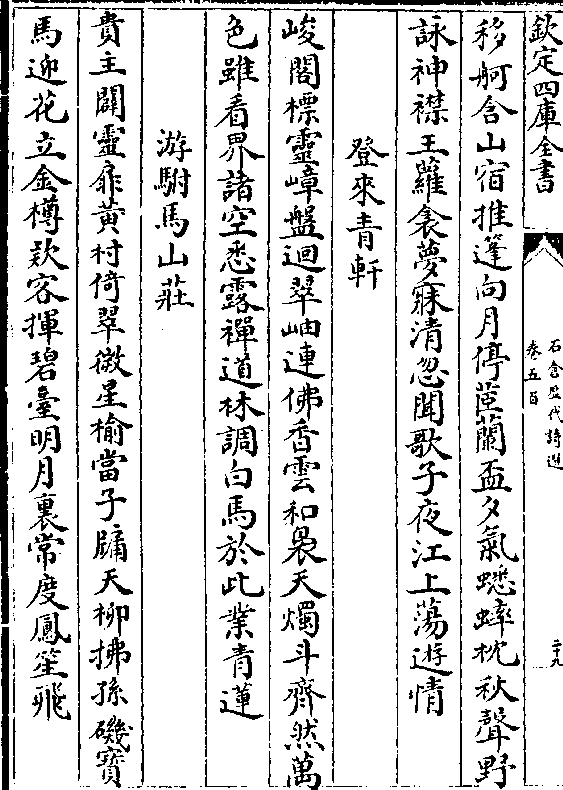 欽定四庫全書
石倉歷代詩選
卷五百
二十九
移舸含山宿推篷向月停壺蘭盃夕氣蟋蟀枕秋聲野
詠神襟王蘿衾夢寐清忽聞歌子夜江上蕩遊情
登來青軒
峻閣標靈嶂盤迴翠岫連佛香雲和裊天燭斗齊然萬
色雖看界諸空悉露禪道林調白馬於此業青蓮
游駙馬山莊
貴主闢靈扉黃村倚翠微星榆當子牗天柳拂孫磯寶
馬迎花立金樽欵客揮碧臺明月裏常度鳳笙飛